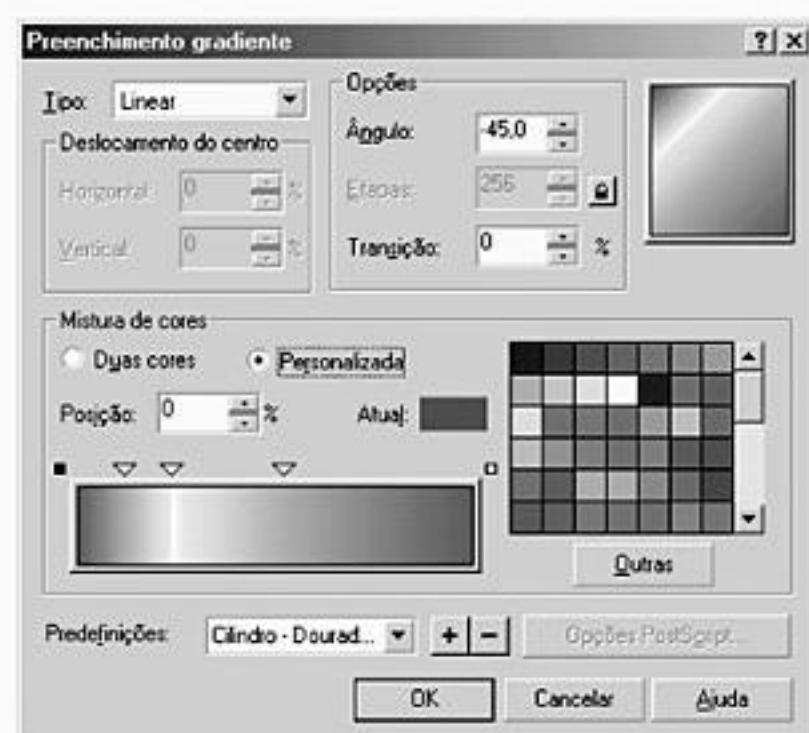 Preenchimento gradiente
Tipo: Linear
Opções
Ângulo: -45,0
Etapas: 256
Transição: 0 %
Deslocamento do centro
Horizontal: 0 %
Vertical: 0 %
Mistura de cores
Duas cores
Personalizada
Posição: 0 %
Atual:
Outras
Predefinições: Cilindro - Dourad...
+ -
Opções PostScript...
OK Cancelar Ajuda